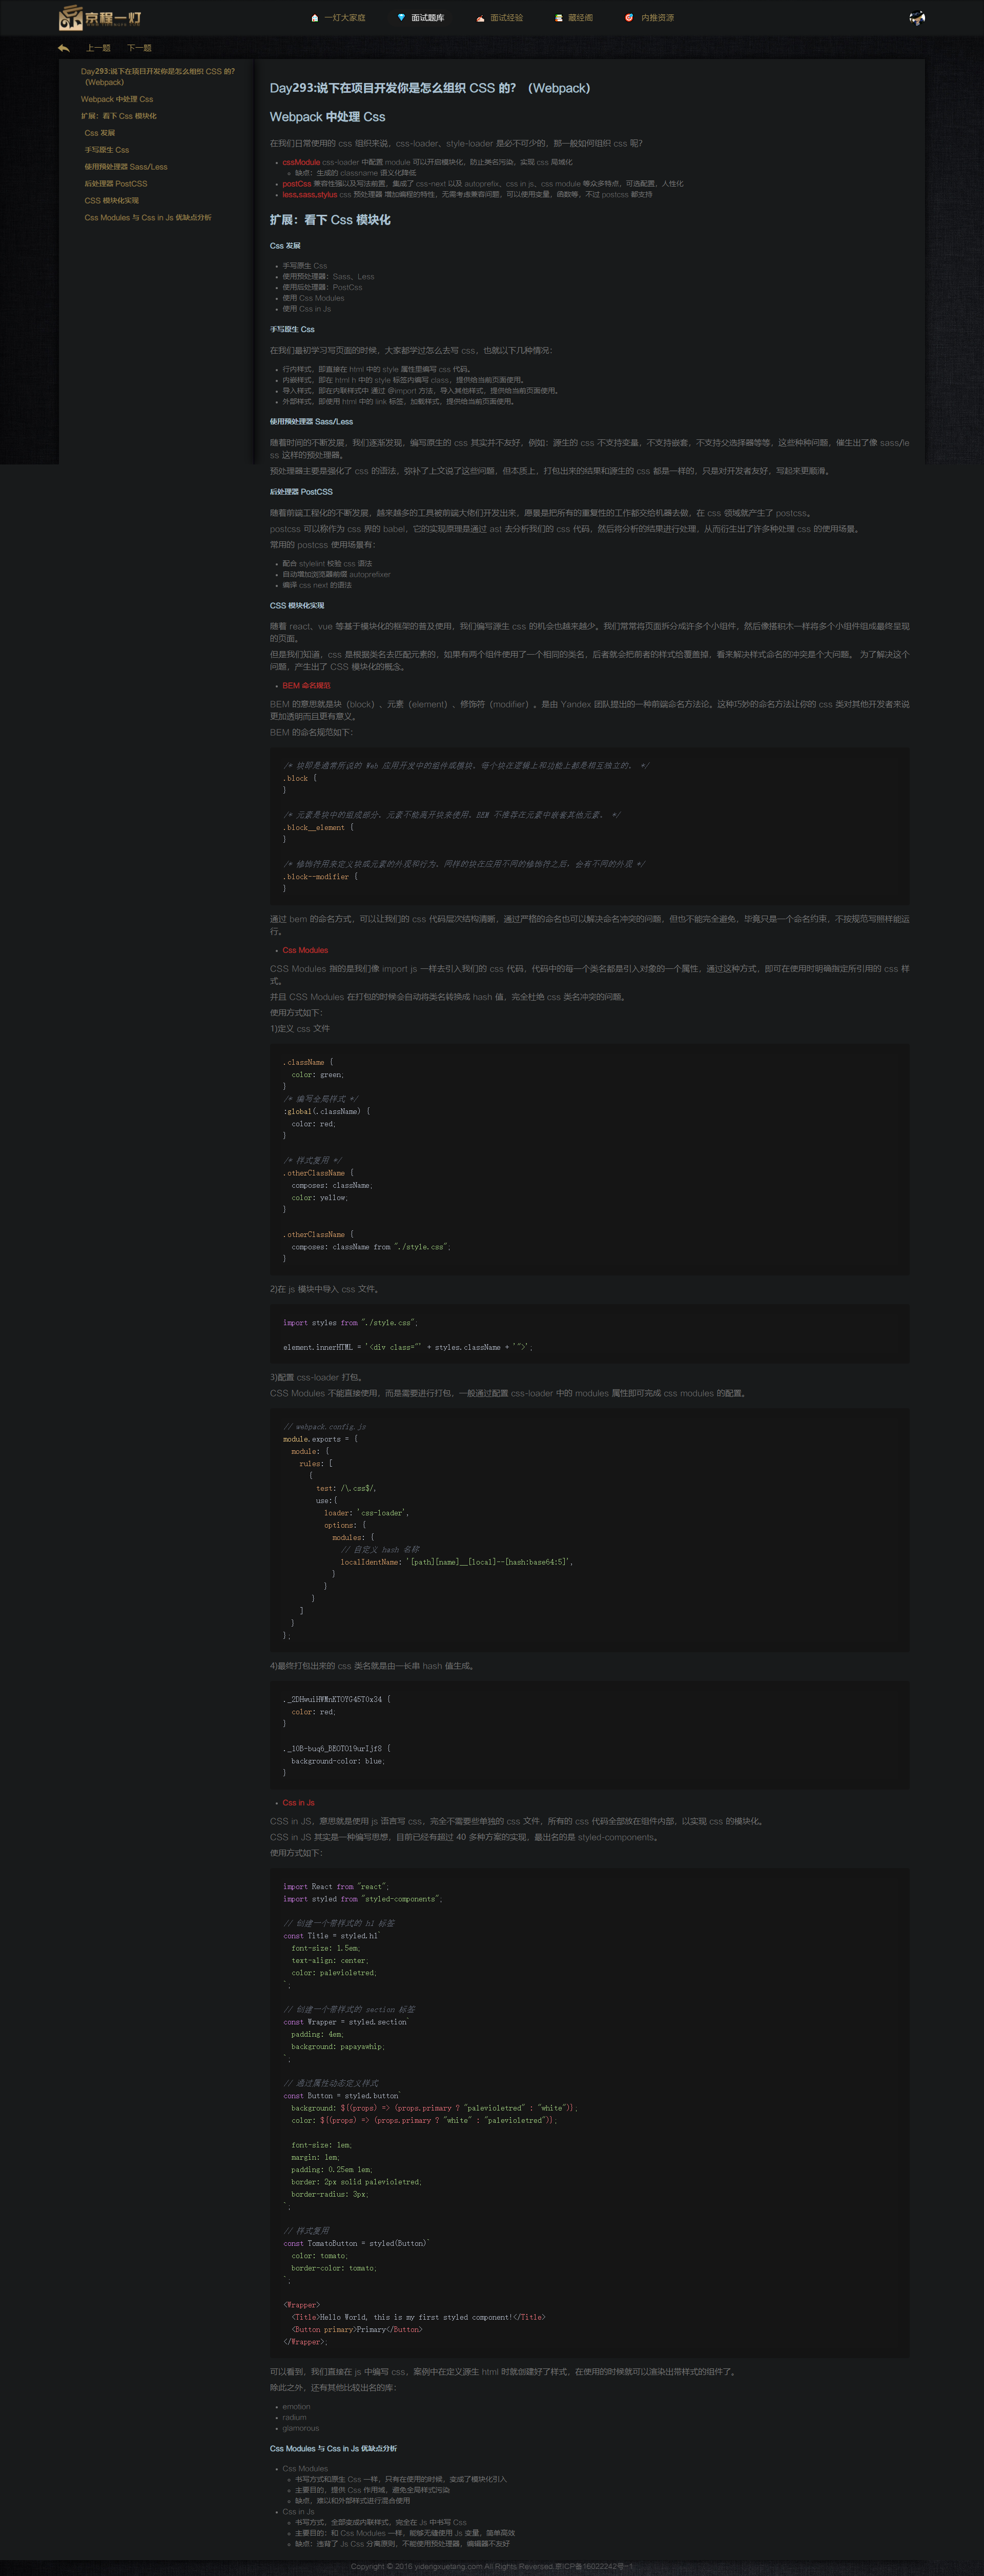 京程一灯
一灯大家庭
面试题库
面试经验
藏经阁
内推资源
上一题
下一题
Day293:说下在项目开发你是怎么组织 CSS 的?
（Webpack）
Webpack 中处理 Css
扩展：看下 Css 模块化
Css 发展
手写原生 Css
使用预处理器 Sass/Less
后处理器 PostCSS
CSS 模块化实现
Css Modules 与 Css in Js 优缺点分析
Day293:说下在项目开发你是怎么组织 CSS 的？（Webpack）
Webpack 中处理 Css
在我们日常使用的 css 组织来说，css-loader、style-loader 是必不可少的，那一般如何组织 css 呢？
cssModule css-loader 中配置 module 可以开启模块化，防止类名污染，实现 css 局域化
缺点：生成的 classname 语义化降低
postCss 兼容性强以及写法前置，集成了 css-next 以及 autoprefix、css in js、css module 等众多特点，可选配置，人性化
less,sass,stylus css 预处理器 增加编程的特性，无需考虑兼容问题，可以使用变量，函数等，不过 postcss 都支持
扩展：看下 Css 模块化
Css 发展
手写原生 Css
使用预处理器：Sass、Less
使用后处理器：PostCss
使用 Css Modules
使用 Css in Js
手写原生 Css
在我们最初学习写页面的时候，大家都学过怎么去写 css，也就以下几种情况：
行内样式，即直接在 html 中的 style 属性里编写 css 代码。
内嵌样式，即在 html h 中的 style 标签内编写 class，提供给当前页面使用。
导入样式，即在内联样式中 通过 @import 方法，导入其他样式，提供给当前页面使用。
外部样式，即使用 html 中的 link 标签，加载样式，提供给当前页面使用。
使用预处理器 Sass/Less
随着时间的不断发展，我们逐渐发现，编写原生的 css 其实并不友好，例如：源生的 css 不支持变量，不支持嵌套，不支持父选择器等等，这些种种问题，催生出了像 sass/le
ss 这样的预处理器。
预处理器主要是强化了 css 的语法，弥补了上文说了这些问题，但本质上，打包出来的结果和源生的 css 都是一样的，只是对开发者友好，写起来更顺滑。
后处理器 PostCSS
随着前端工程化的不断发展，越来越多的工具被前端大佬们开发出来，愿景是把所有的重复性的工作都交给机器去做，在 css 领域就产生了 postcss。
postcss 可以称作为 css 界的 babel，它的实现原理是通过 ast 去分析我们的 css 代码，然后将分析的结果进行处理，从而衍生出了许多种处理 css 的使用场景。
常用的 postcss 使用场景有：
配合 stylelint 校验 css 语法
自动增加浏览器前缀 autoprefixer
编译 css next 的语法
CSS 模块化实现
随着 react、vue 等基于模块化的框架的普及使用，我们编写源生 css 的机会也越来越少。我们常常将页面拆分成许多个小组件，然后像搭积木一样将多个小组件组成最终呈现
的页面。
但是我们知道，css 是根据类名去匹配元素的，如果有两个组件使用了一个相同的类名，后者就会把前者的样式给覆盖掉，看来解决样式命名的冲突是个大问题。 为了解决这个
问题，产生出了 CSS 模块化的概念。
BEM 命名规范
BEM 的意思就是块（block）、元素（element）、修饰符（modifier）。是由 Yandex 团队提出的一种前端命名方法论。这种巧妙的命名方法让你的 css 类对其他开发者来说
更加透明而且更有意义。
BEM 的命名规范如下：
/* 块即是通常所说的 Web 应用开发中的组件或模块。每个块在逻辑上和功能上都是相互独立的。 */
.block {
}
/* 元素是块中的组成部分。元素不能离开块来使用。BEM 不推荐在元素中嵌套其他元素。 */
.block__element {
}
/* 修饰符用来定义块或元素的外观和行为。同样的块在应用不同的修饰符之后，会有不同的外观 */
.block--modifier {
}
通过 bem 的命名方式，可以让我们的 css 代码层次结构清晰，通过严格的命名也可以解决命名冲突的问题，但也不能完全避免，毕竟只是一个命名约束，不按规范写照样能运
行。
Css Modules
CSS Modules 指的是我们像 import js 一样去引入我们的 css 代码，代码中的每一个类名都是引入对象的一个属性，通过这种方式，即可在使用时明确指定所引用的 css 样
式。
并且 CSS Modules 在打包的时候会自动将类名转换成 hash 值，完全杜绝 css 类名冲突的问题。
使用方式如下：
1)定义 css 文件
.className {
color: green;
}
/* 编写全局样式 */
:global(.className) {
color: red;
}
/* 样式复用 */
.otherClassName {
composes: className;
color: yellow;
}
.otherClassName {
composes: className from "./style.css";
}
2)在 js 模块中导入 css 文件。
import styles from "./style.css";
element.innerHTML = '<div class="' + styles.className + '">';
3)配置 css-loader 打包。
CSS Modules 不能直接使用，而是需要进行打包，一般通过配置 css-loader 中的 modules 属性即可完成 css modules 的配置。
// webpack.config.js
module.exports = {
module: {
rules: [
{
test: /\.css$/,
use:{
loader: 'css-loader',
options: {
modules: {
// 自定义 hash 名称
localIdentName: '[path][name]__[local]--[hash:base64:5]',
}
}
}
]
}
};
4)最终打包出来的 css 类名就是由一长串 hash 值生成。
._2DHwuiHWMnKTOYG45T0x34 {
color: red;
}
._10B-buq6_BEOTOl9urIjf8 {
background-color: blue;
}
Css in Js
CSS in JS，意思就是使用 js 语言写 css，完全不需要些单独的 css 文件，所有的 css 代码全部放在组件内部，以实现 css 的模块化。
CSS in JS 其实是一种编写思想，目前已经有超过 40 多种方案的实现，最出名的是 styled-components。
使用方式如下：
import React from "react";
import styled from "styled-components";
// 创建一个带样式的 h1 标签
const Title = styled.h1`
font-size: 1.5em;
text-align: center;
color: palevioletred;
`;
// 创建一个带样式的 section 标签
const Wrapper = styled.section`
padding: 4em;
background: papayawhip;
`;
// 通过属性动态定义样式
const Button = styled.button`
background: ${(props) => (props.primary ? "palevioletred" : "white")};
color: ${(props) => (props.primary ? "white" : "palevioletred")};
font-size: 1em;
margin: 1em;
padding: 0.25em 1em;
border: 2px solid palevioletred;
border-radius: 3px;
`;
// 样式复用
const TomatoButton = styled(Button)`
color: tomato;
border-color: tomato;
`;
<Wrapper>
<Title>Hello World, this is my first styled component!</Title>
<Button primary>Primary</Button>
</Wrapper>;
可以看到，我们直接在 js 中编写 css，案例中在定义源生 html 时就创建好了样式，在使用的时候就可以渲染出带样式的组件了。
除此之外，还有其他比较出名的库：
emotion
radium
glamorous
Css Modules 与 Css in Js 优缺点分析
Css Modules
书写方式和原生 Css 一样，只有在使用的时候，变成了模块化引入
主要目的，提供 Css 作用域，避免全局样式污染
缺点，难以和外部样式进行混合使用
Css in Js
书写方式，全部变成内联样式，完全在 Js 中书写 Css
主要目的：和 Css Modules 一样，能够无缝使用 Js 变量，简单高效
缺点：违背了 Js Css 分离原则，不能使用预处理器，编辑器不友好
Copyright © 2016 yidengxuetang.com All Rights Reversed.京ICP备16022242号-1